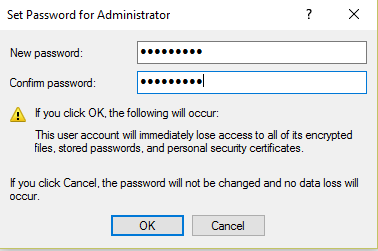 Set Password for Administrator
?
New password:
•••••••••
Confirm password:
•••••••••
If you click OK, the following will occur:
This user account will immediately lose access to all of its encrypted
files, stored passwords, and personal security certificates.
If you click Cancel, the password will not be changed and no data loss will
occur.
OK
Cancel